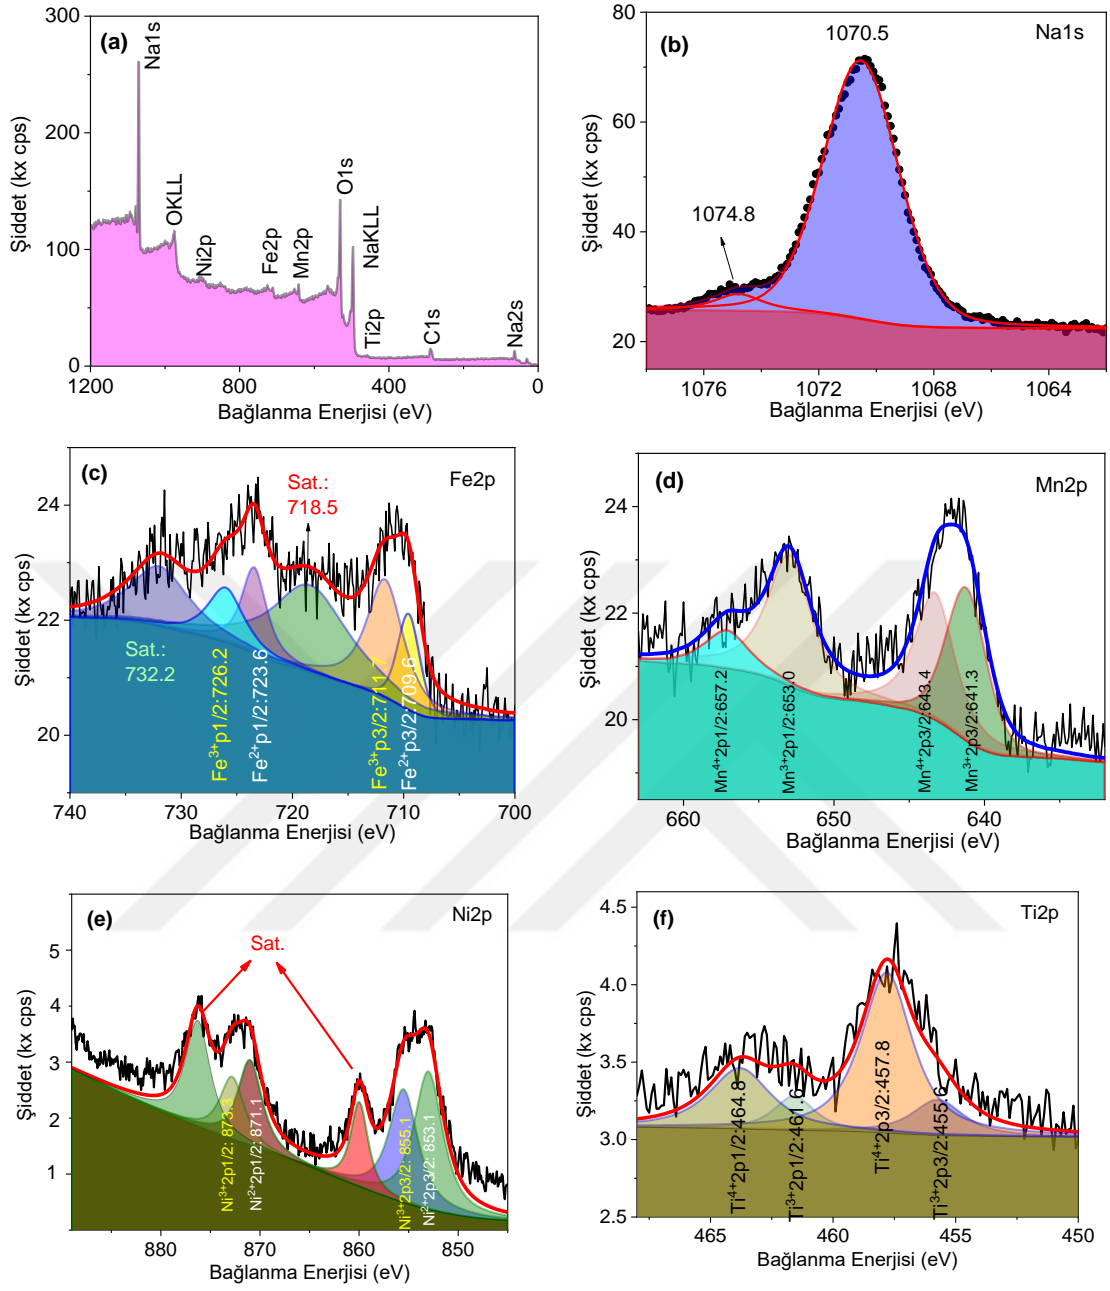 (a)
300
200
100
0
1200
800
400
0
Şiddet (kx cps)
Bağlanma Enerjisi (eV)
Na1s
OKLL
Ni2p
Fe2p
Mn2p
O1s
NaKLL
Ti2p
C1s
Na2s
(b)
Na1s
1070.5
1074.8
80
60
40
20
1076
1072
1068
1064
Şiddet (kx cps)
Bağlanma Enerjisi (eV)
(c)
Fe2p
Sat.:
718.5
Sat.:
732.2
Fe3+p1/2:726.2
Fe2+p1/2:723.6
Fe3+p3/2:711.7
Fe2+p3/2:709.6
24
22
20
740
730
720
710
700
Şiddet (kx cps)
Bağlanma Enerjisi (eV)
(d)
Mn2p
Mn4+2p1/2:657.2
Mn3+2p1/2:653.0
Mn4+2p3/2:643.4
Mn3+2p3/2:641.3
24
22
20
660
650
640
Şiddet (kx cps)
Bağlanma Enerjisi (eV)
(e)
Ni2p
Sat.
Ni3+2p1/2: 873.3
Ni2+2p1/2: 871.1
Ni3+2p3/2: 855.1
Ni2+2p3/2: 853.1
5
4
3
2
1
880
870
860
850
Şiddet (kx cps)
Bağlanma Enerjisi (eV)
(f)
Ti2p
Ti4+2p1/2:464.8
Ti3+2p1/2:461.6
Ti4+2p3/2:457.8
Ti3+2p3/2:455.6
4.5
4.0
3.5
3.0
2.5
465
460
455
450
Şiddet (kx cps)
Bağlanma Enerjisi (eV)